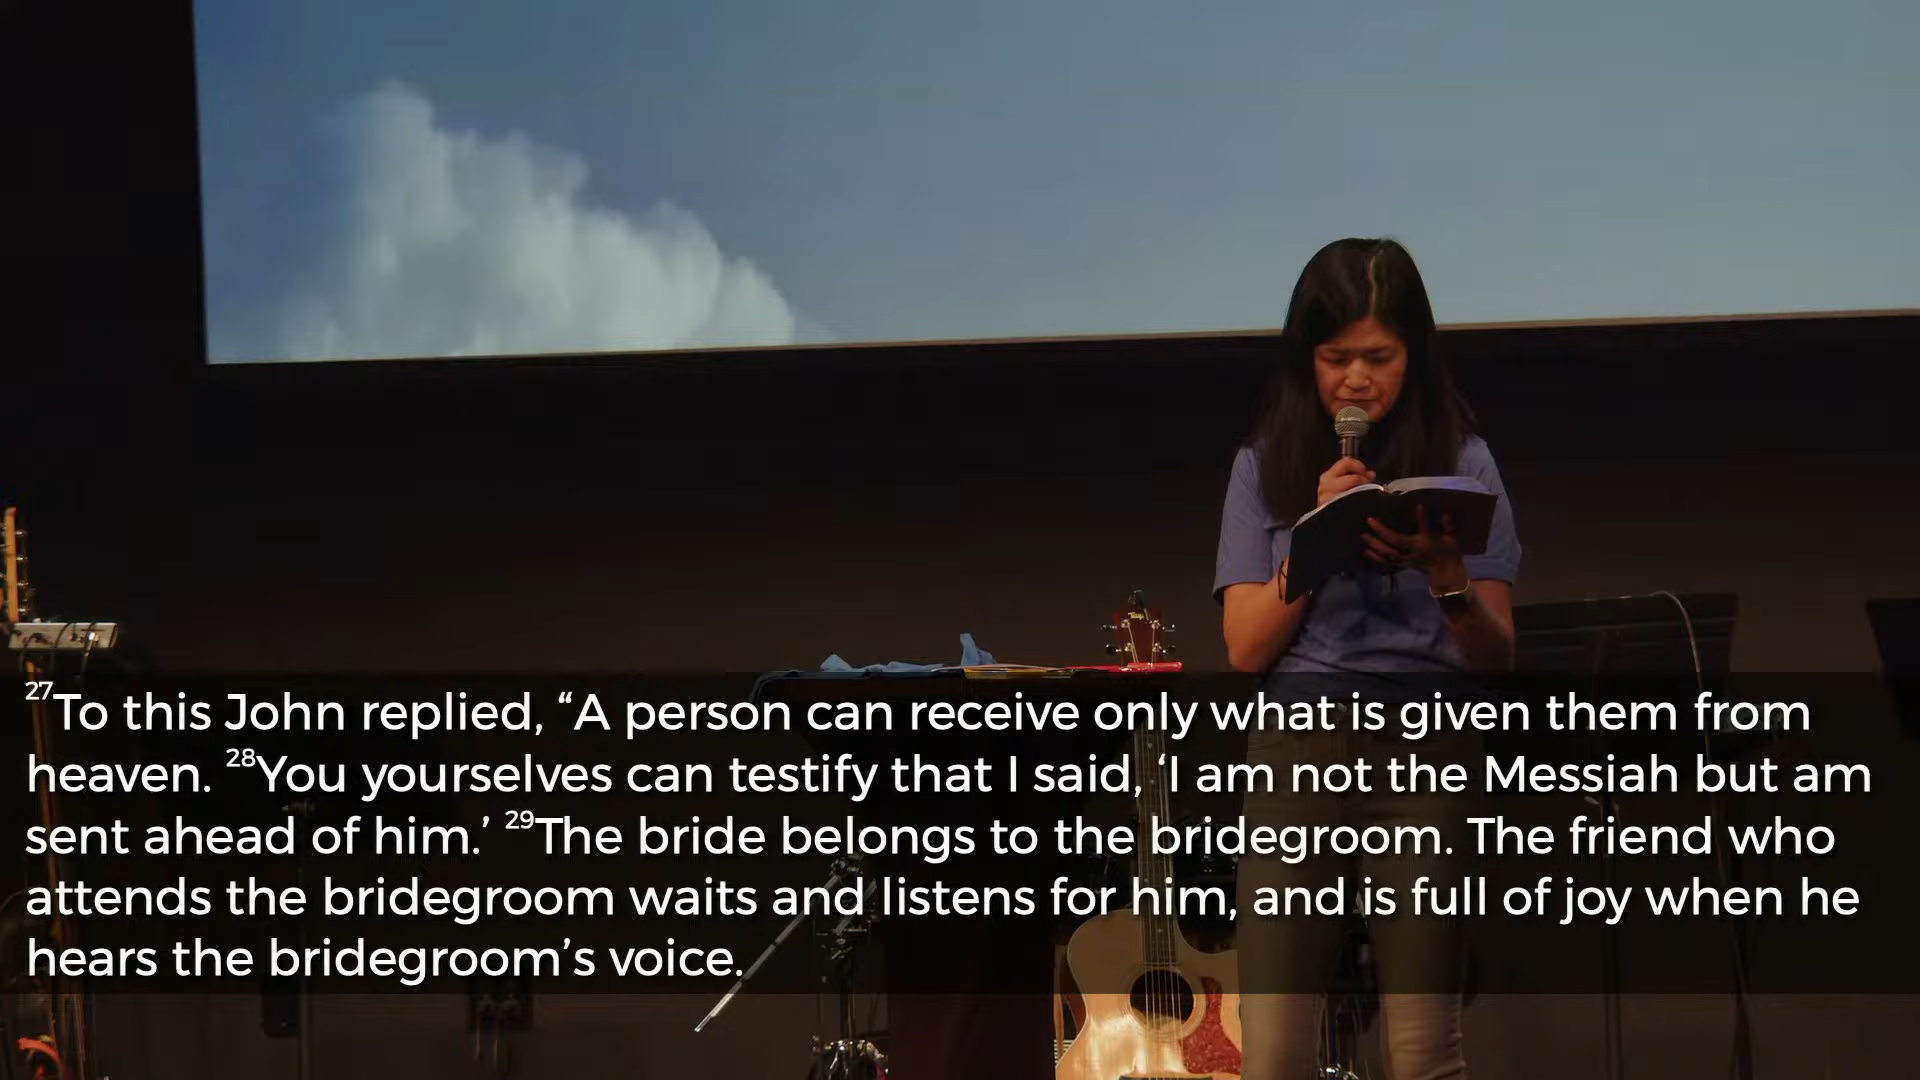 ²⁷To this John replied, “A person can receive only what is given them from
heaven. ²⁸You yourselves can testify that I said, ‘I am not the Messiah but am
sent ahead of him.’ ²⁹The bride belongs to the bridegroom. The friend who
attends the bridegroom waits and listens for him, and is full of joy when he
hears the bridegroom’s voice.